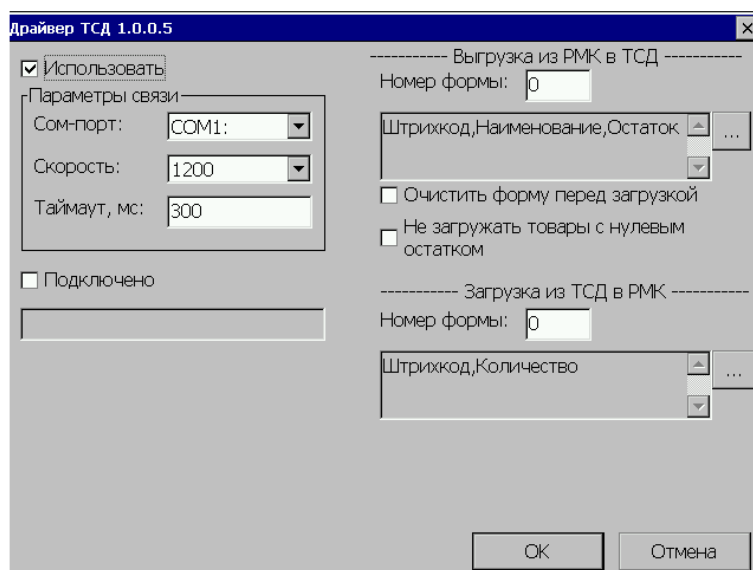 Драйвер ТСД 1.0.0.5
Использовать
Параметры связи
Сом-порт: COM1:
Скорость: 1200
Таймаут, мс: 300
Подключено
----------- Выгрузка из РМК в ТСД -----------
Номер формы: 0
Штрихкод,Наименование,Остаток
...
Очистить форму перед загрузкой
Не загружать товары с нулевым
остатком
----------- Загрузка из ТСД в РМК -----------
Номер формы: 0
Штрихкод,Количество
...
OK Отмена